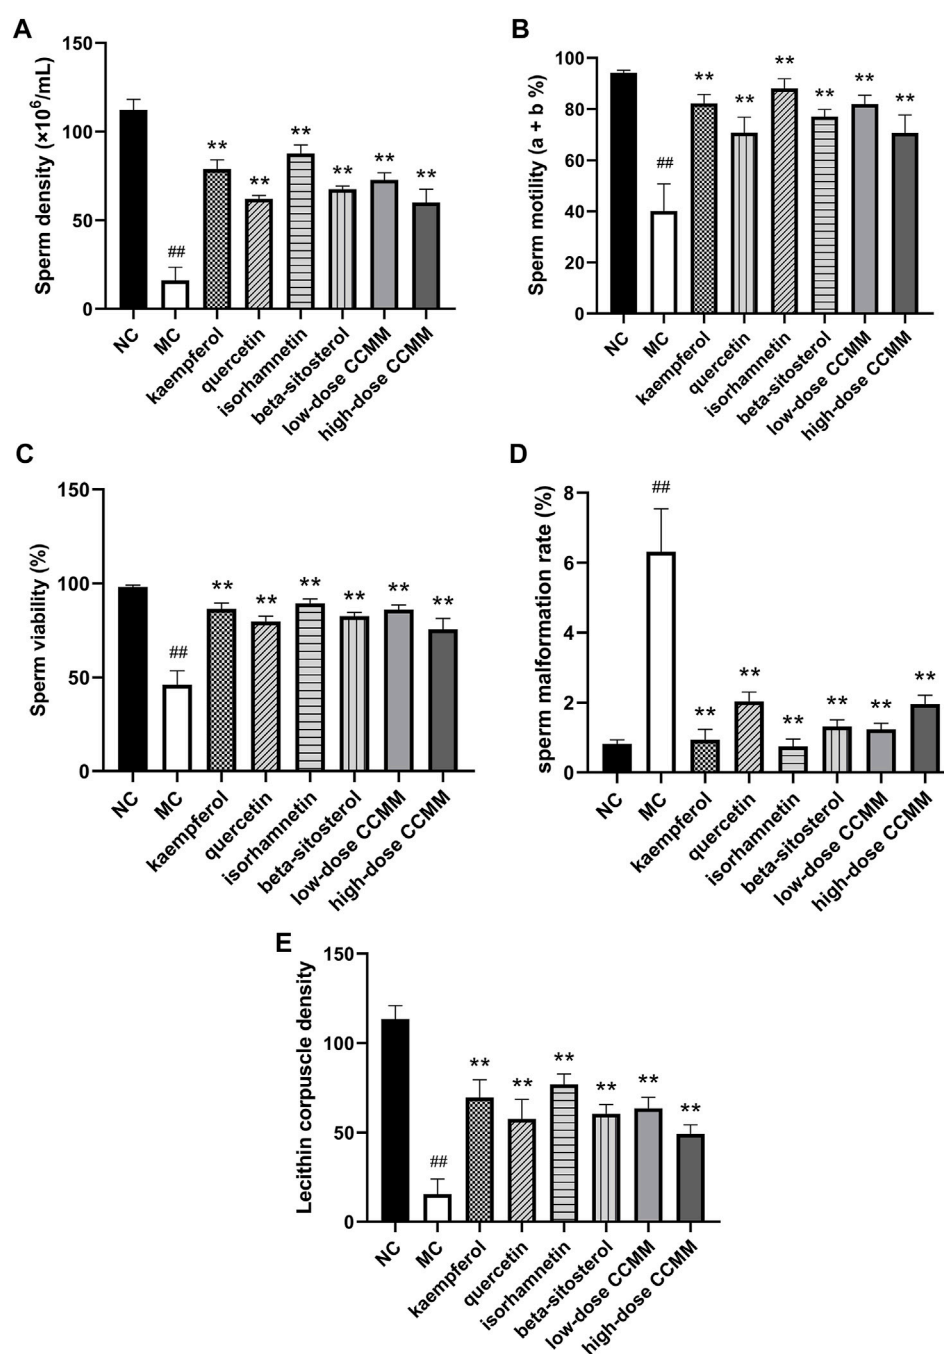 A
Sperm density (×10⁶/mL)
150
100
50
0
##
**
**
**
**
**
**
NC
MC
kaempferol
quercetin
isorhamnetin
beta-sitosterol
low-dose CCMM
high-dose CCMM
B
Sperm motility (a + b %)
100
80
60
40
20
0
##
**
**
**
**
**
**
NC
MC
kaempferol
quercetin
isorhamnetin
beta-sitosterol
low-dose CCMM
high-dose CCMM
C
Sperm viability (%)
150
100
50
0
##
**
**
**
**
**
**
NC
MC
kaempferol
quercetin
isorhamnetin
beta-sitosterol
low-dose CCMM
high-dose CCMM
D
sperm malformation rate (%)
8
6
4
2
0
##
**
**
**
**
**
**
NC
MC
kaempferol
quercetin
isorhamnetin
beta-sitosterol
low-dose CCMM
high-dose CCMM
E
Lecithin corpuscle density
150
100
50
0
##
**
**
**
**
**
**
NC
MC
kaempferol
quercetin
isorhamnetin
beta-sitosterol
low-dose CCMM
high-dose CCMM